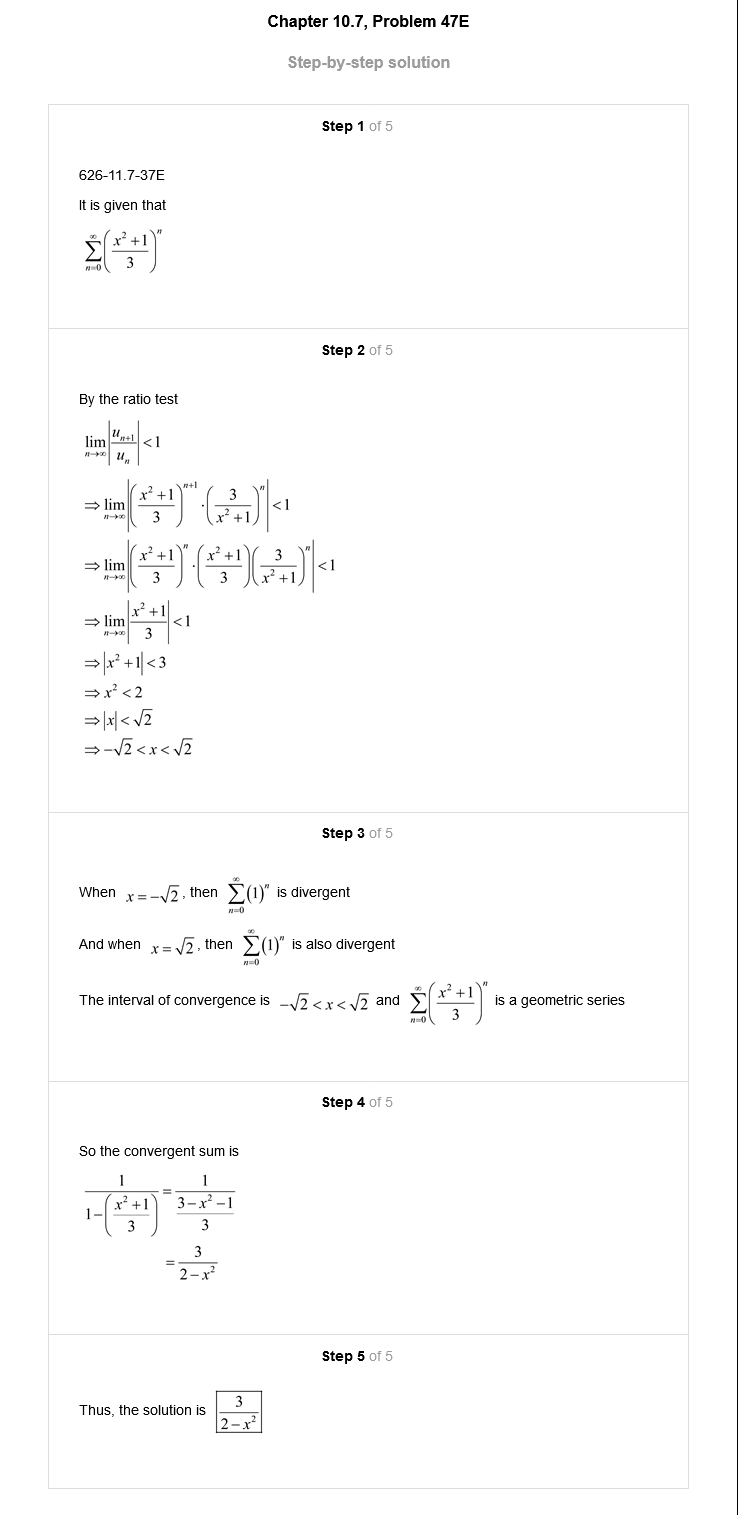 Chapter 10.7, Problem 47E
Step-by-step solution
Step 1 of 5
626-11.7-37E
It is given that
$\sum_{n=0}^{\infty}\left(\frac{x^2+1}{3}\right)^n$
Step 2 of 5
By the ratio test
$\lim_{n\to\infty}\left|\frac{u_{n+1}}{u_n}\right|<1$
$\Rightarrow \lim_{n\to\infty}\left|\left(\frac{x^2+1}{3}\right)^{n+1}\cdot\left(\frac{3}{x^2+1}\right)^n\right|<1$
$\Rightarrow \lim_{n\to\infty}\left|\left(\frac{x^2+1}{3}\right)^n\cdot\left(\frac{x^2+1}{3}\right)\left(\frac{3}{x^2+1}\right)^n\right|<1$
$\Rightarrow \lim_{n\to\infty}\left|\frac{x^2+1}{3}\right|<1$
$\Rightarrow |x^2+1|<3$
$\Rightarrow x^2<2$
$\Rightarrow |x|<\sqrt{2}$
$\Rightarrow -\sqrt{2}<x<\sqrt{2}$
Step 3 of 5
When $x=-\sqrt{2}$, then $\sum_{n=0}^{\infty}(1)^n$ is divergent
And when $x=\sqrt{2}$, then $\sum_{n=0}^{\infty}(1)^n$ is also divergent
The interval of convergence is $-\sqrt{2}<x<\sqrt{2}$ and $\sum_{n=0}^{\infty}\left(\frac{x^2+1}{3}\right)^n$ is a geometric series
Step 4 of 5
So the convergent sum is
$\frac{1}{1-\left(\frac{x^2+1}{3}\right)}=\frac{1}{\frac{3-x^2-1}{3}}$
$=\frac{3}{2-x^2}$
Step 5 of 5
Thus, the solution is $\boxed{\frac{3}{2-x^2}}$